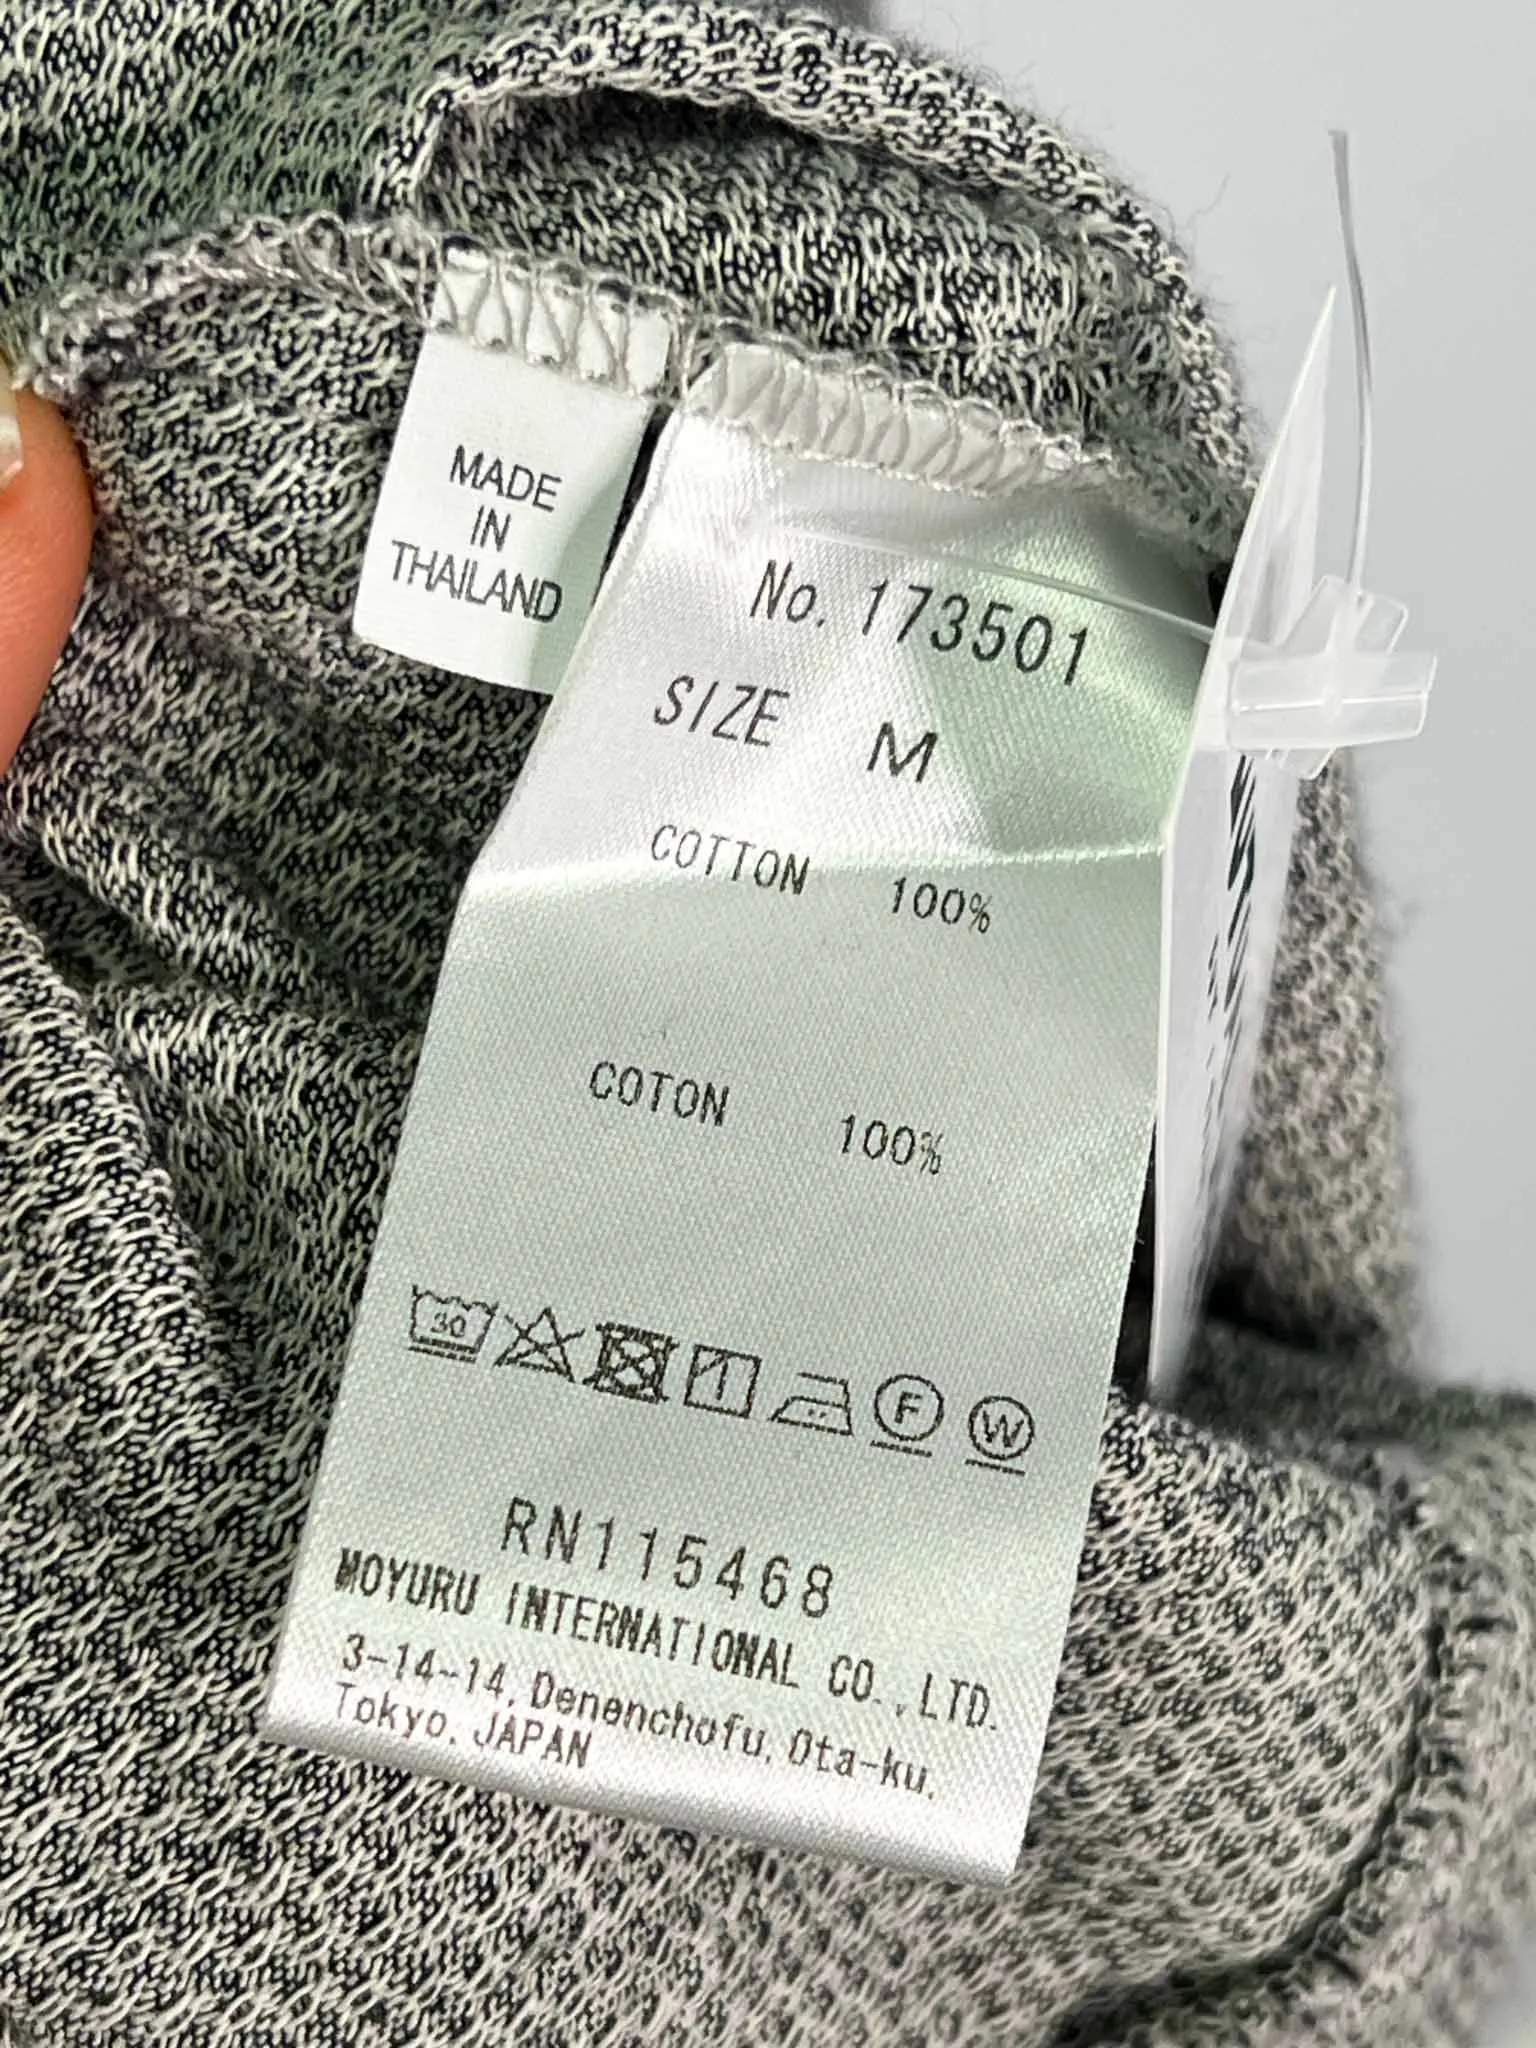 MADE
IN
THAILAND
No. 173501
SIZE M
COTTON 100%
COTON 100%
30
F W
RN115468
MOYURU INTERNATIONAL CO.,LTD.
3-14-14, Denenchofu, Ota-ku,
Tokyo, JAPAN